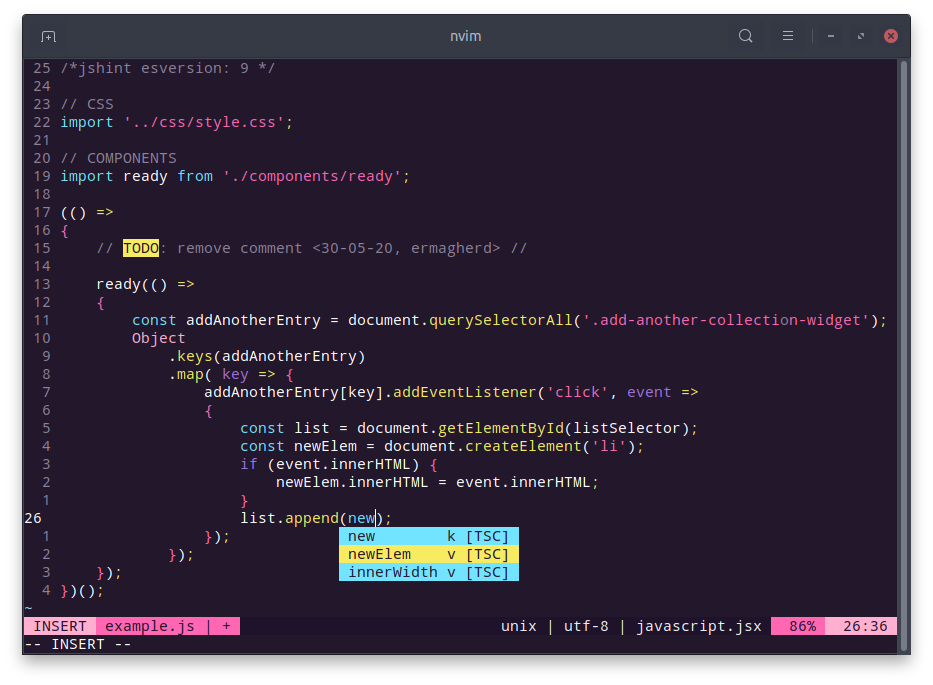 nvim
25 /*jshint esversion: 9 */
24
23 // CSS
22 import '../css/style.css';
21
20 // COMPONENTS
19 import ready from './components/ready';
18
17 (() =>
16 {
15     // TODO: remove comment <30-05-20, ermagherd> //
14
13     ready(() =>
12     {
11         const addAnotherEntry = document.querySelectorAll('.add-another-collection-widget');
10         Object
9             .keys(addAnotherEntry)
8             .map( key => {
7                 addAnotherEntry[key].addEventListener('click', event =>
6                 {
5                     const list = document.getElementById(listSelector);
4                     const newElem = document.createElement('li');
3                     if (event.innerHTML) {
2                         newElem.innerHTML = event.innerHTML;
1                     }
26                     list.append(new);
1                 });
new k [TSC]
2             });
newElem v [TSC]
3     });
innerWidth v [TSC]
4 })();
~
INSERT example.js | + unix | utf-8 | javascript.jsx 86% 26:36
-- INSERT --